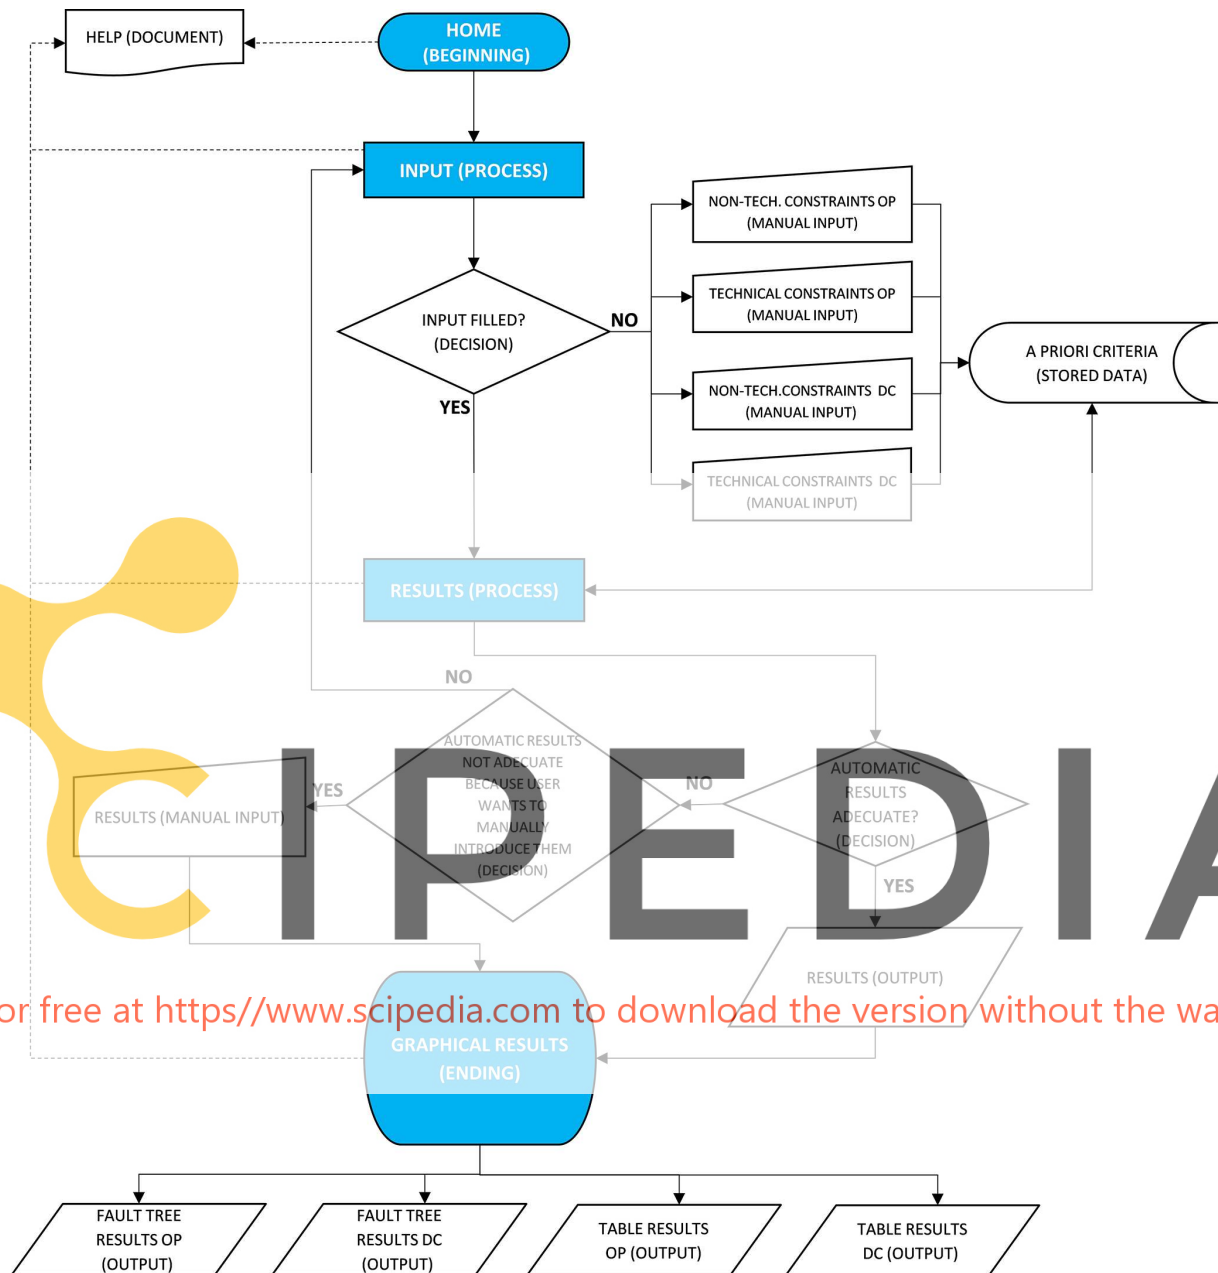 HELP (DOCUMENT)
HOME
(BEGINNING)
INPUT (PROCESS)
NON-TECH. CONSTRAINTS OP
(MANUAL INPUT)
TECHNICAL CONSTRAINTS OP
(MANUAL INPUT)
INPUT FILLED?
(DECISION)
NO
A PRIORI CRITERIA
(STORED DATA)
NON-TECH.CONSTRAINTS DC
(MANUAL INPUT)
YES
TECHNICAL CONSTRAINTS DC
(MANUAL INPUT)
RESULTS (PROCESS)
NO
AUTOMATIC RESULTS
NOT ADECUATE
BECAUSE USER
WANTS TO
MANUALLY
INTRODUCE THEM
(DECISION)
NO
AUTOMATIC
RESULTS
ADECUATE?
(DECISION)
YES
RESULTS (MANUAL INPUT)
YES
CIPEDIA
RESULTS (OUTPUT)
or free at https//www.scipedia.com to download the version without the wa
GRAPHICAL RESULTS
(ENDING)
FAULT TREE
RESULTS OP
(OUTPUT)
FAULT TREE
RESULTS DC
(OUTPUT)
TABLE RESULTS
OP (OUTPUT)
TABLE RESULTS
DC (OUTPUT)